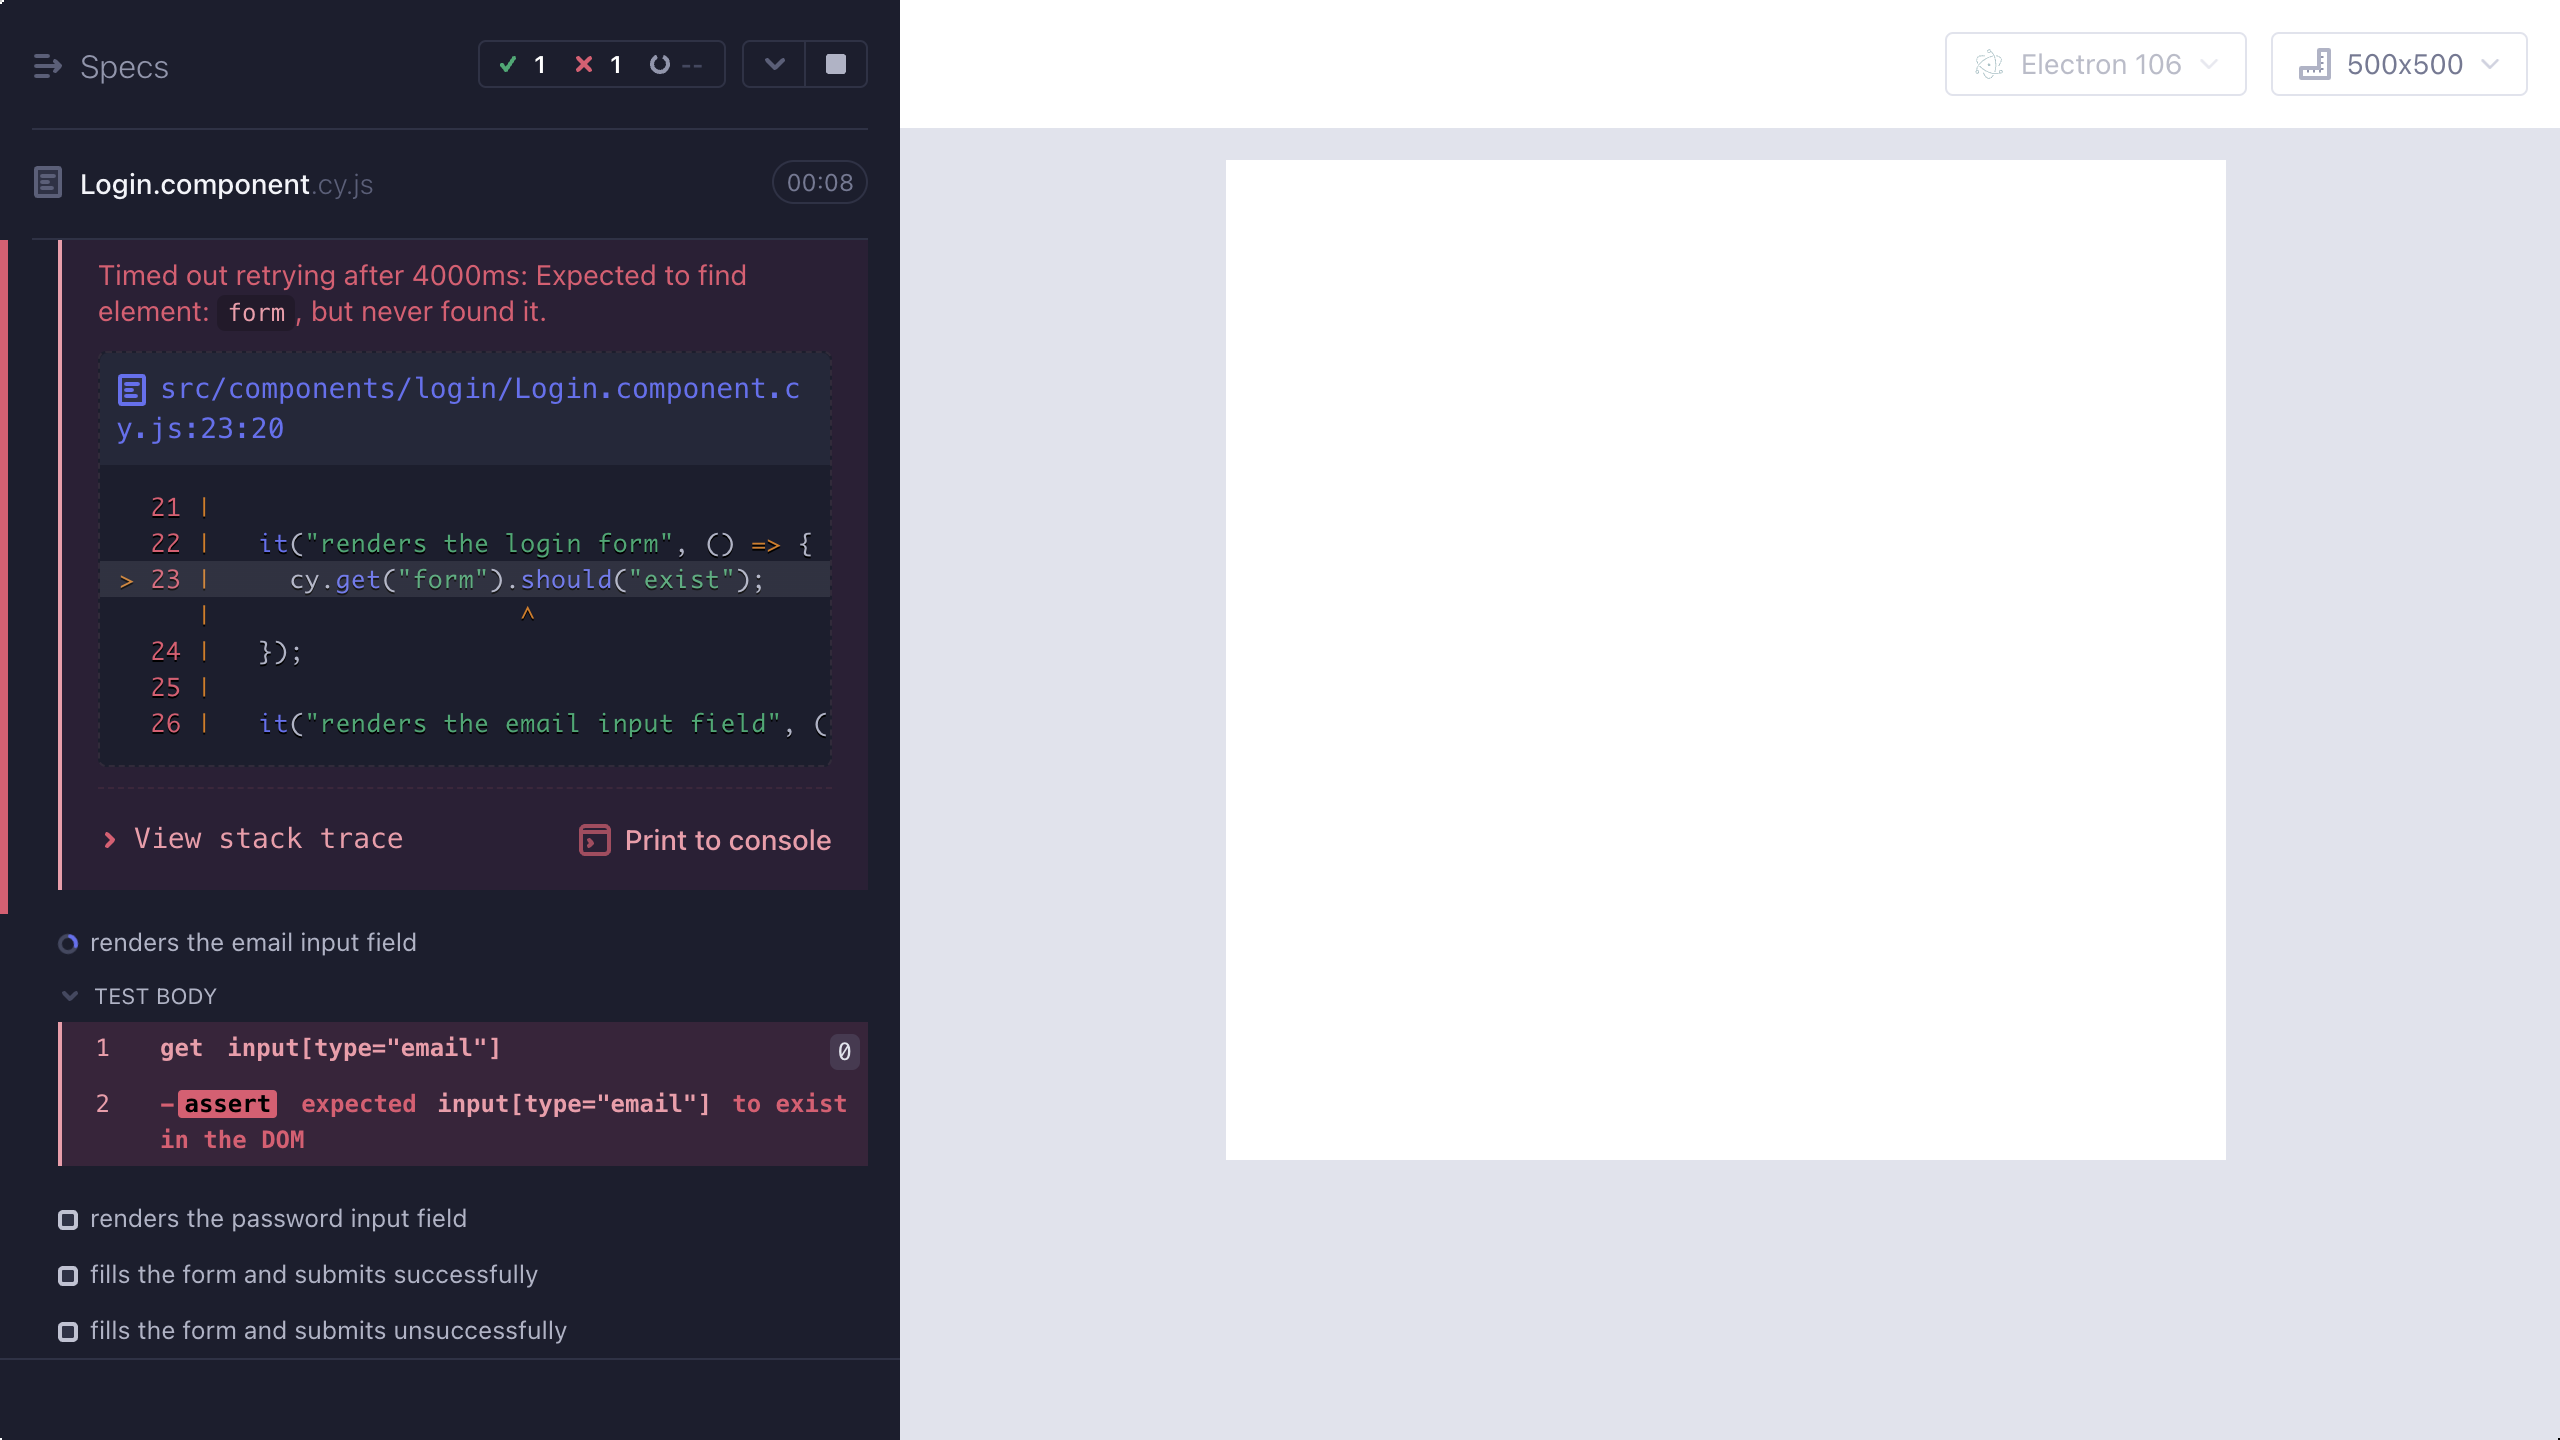 Specs
1
1
--
Electron 106
500x500
Login.component.cy.js
00:08
Timed out retrying after 4000ms: Expected to find
element: form, but never found it.
src/components/login/Login.component.c
y.js:23:20
21 |
22 | it("renders the login form", () => {
> 23 | cy.get("form").should("exist");
| ^
24 | });
25 |
26 | it("renders the email input field", (
View stack trace
Print to console
renders the email input field
TEST BODY
1 get input[type="email"] 0
2 -assert expected input[type="email"] to exist
in the DOM
renders the password input field
fills the form and submits successfully
fills the form and submits unsuccessfully